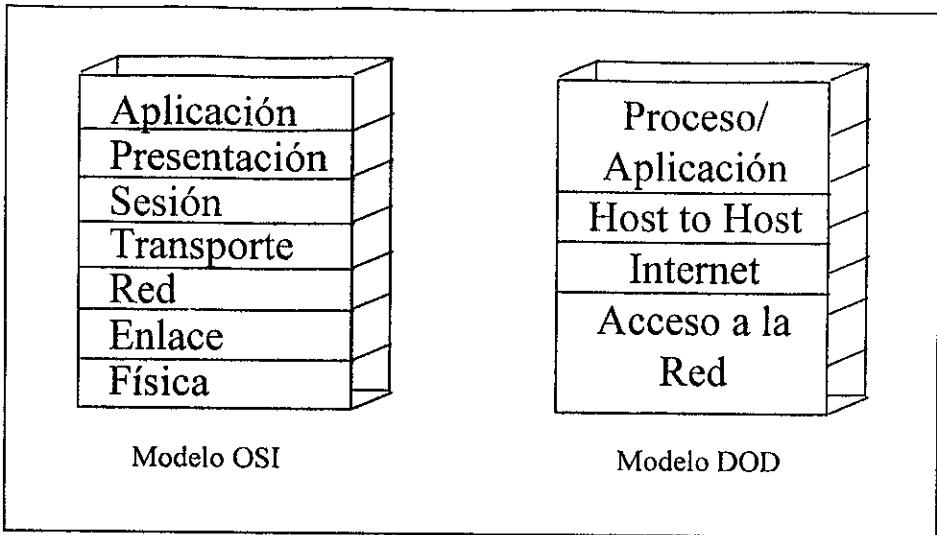 Aplicación
Presentación
Sesión
Transporte
Red
Enlace
Física
Modelo OSI
Proceso/
Aplicación
Host to Host
Internet
Acceso a la
Red
Modelo DOD